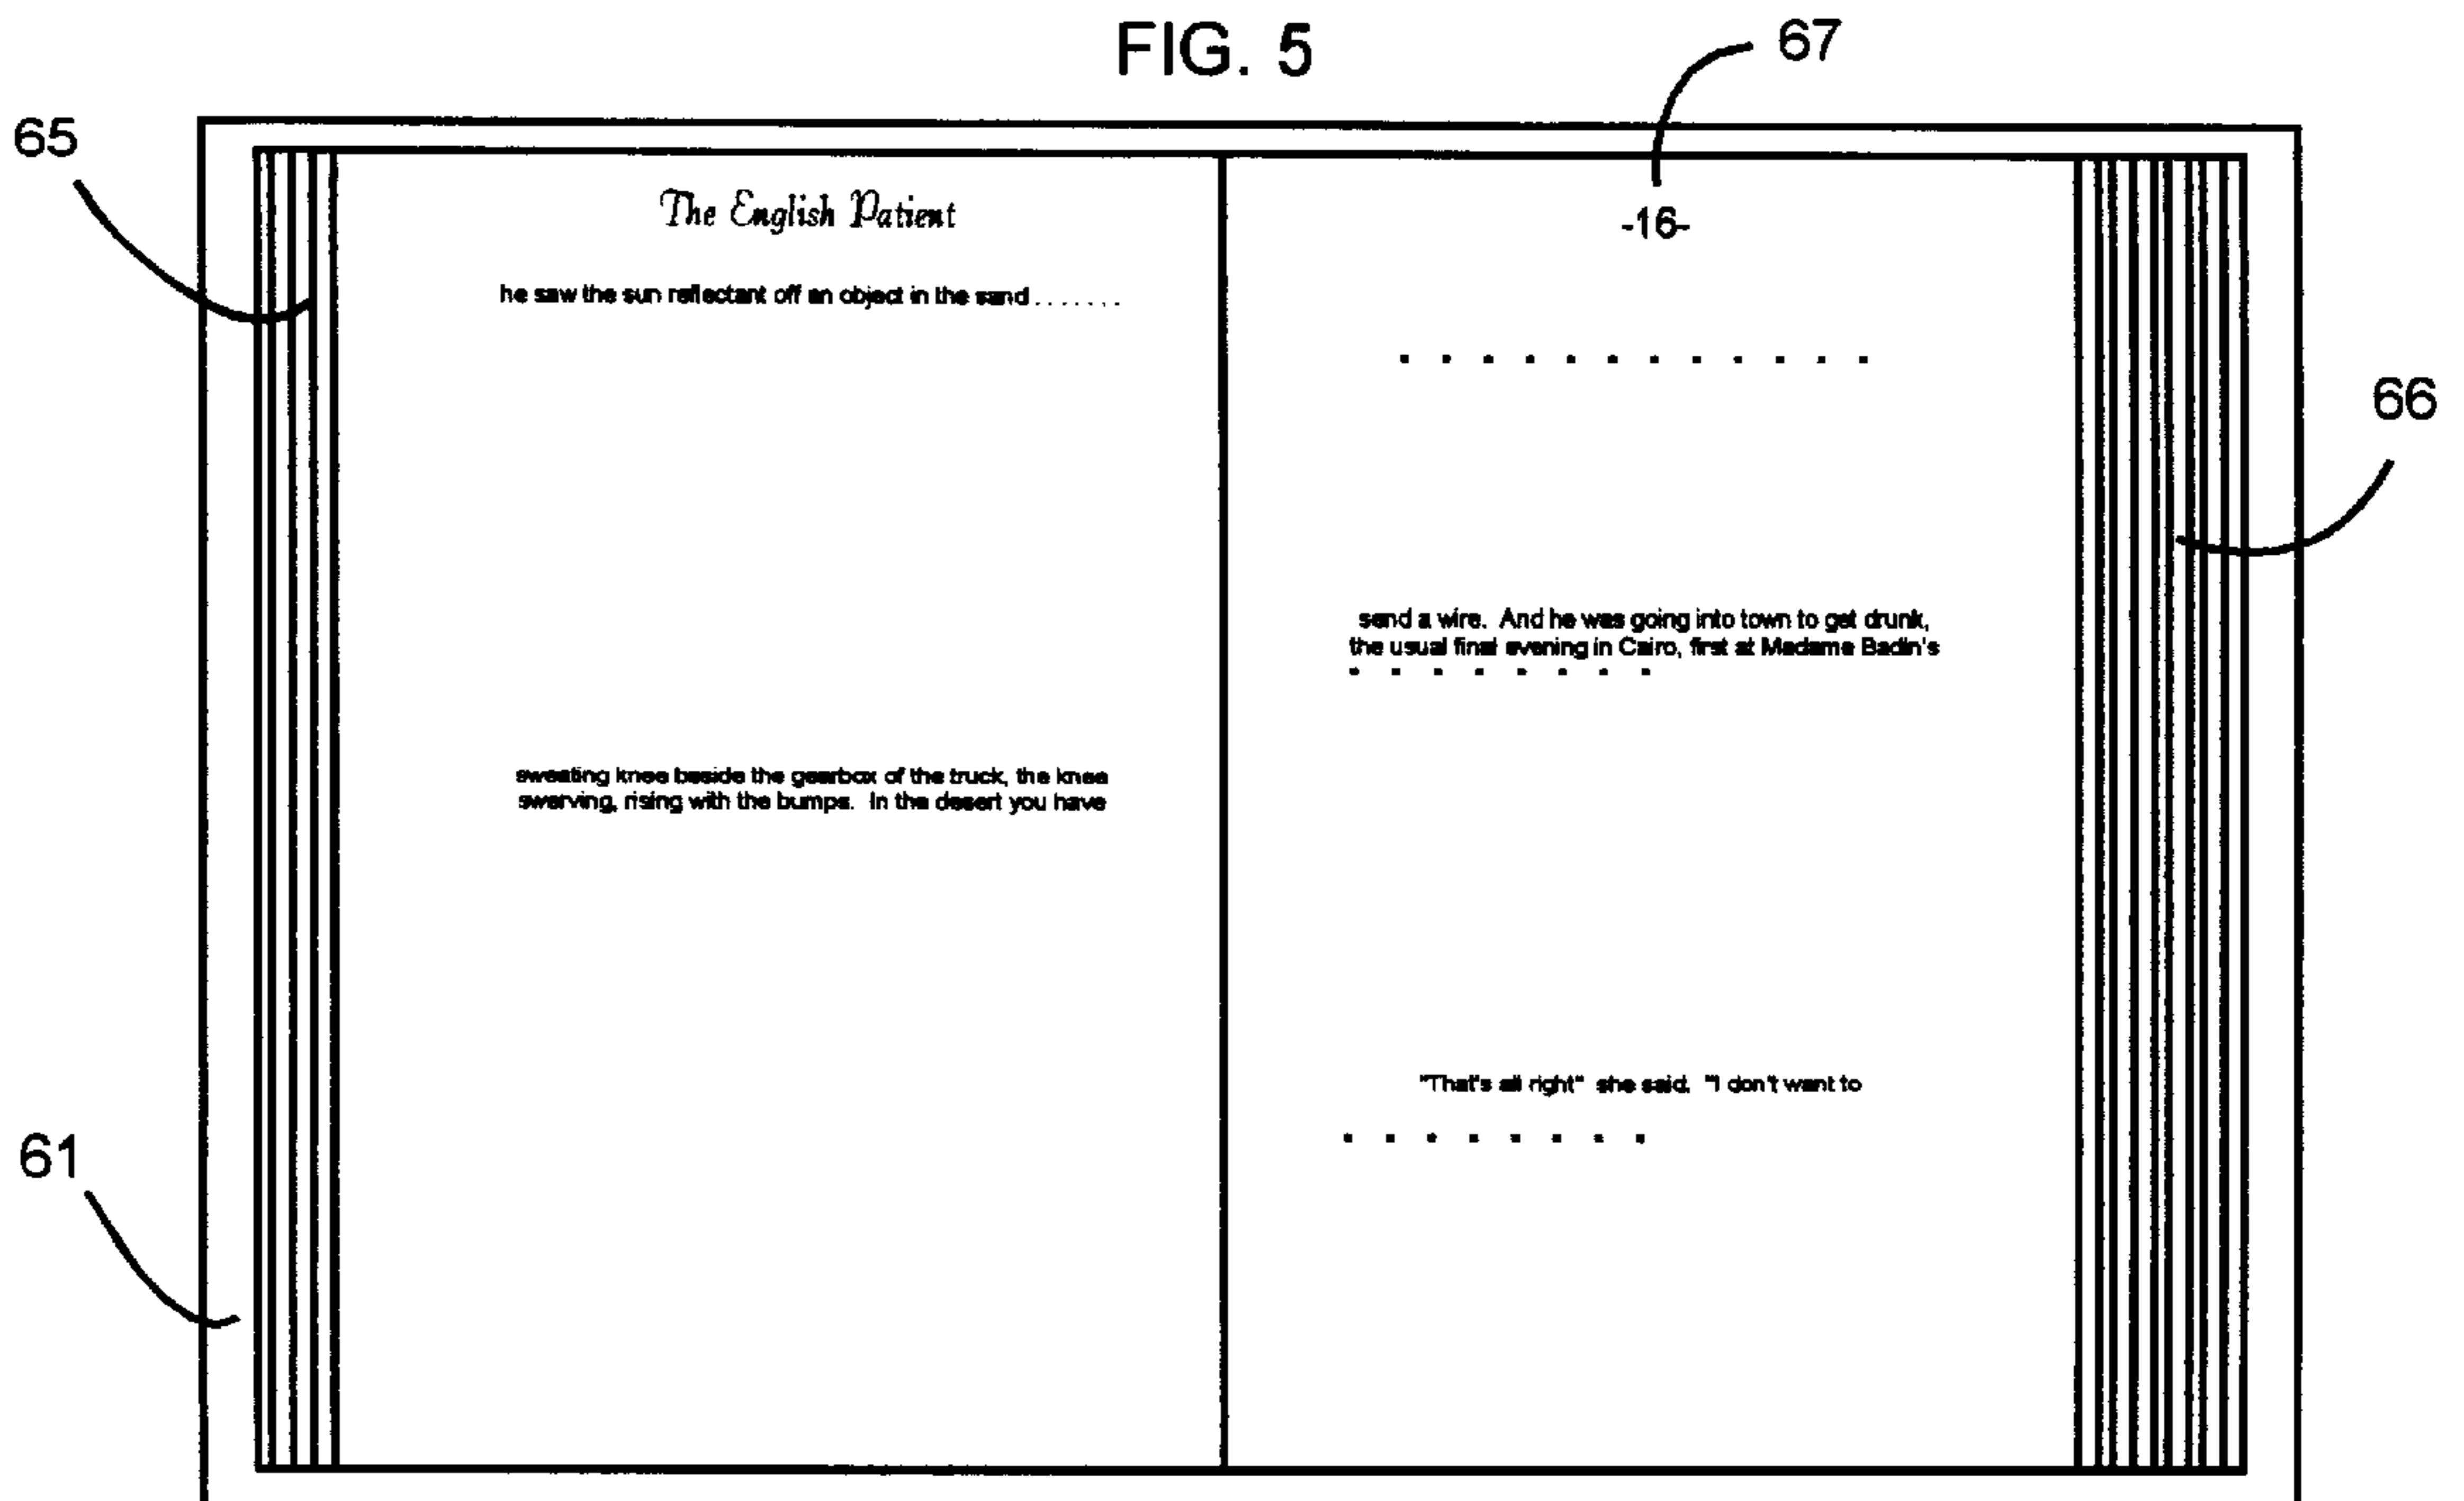 FIG. 5
67
65
The English Patient
he saw the sun reflectant off an object in the sand . . . . . . .
sweating knee beside the gearbox of the truck, the knee
swerving, rising with the bumps. In the desert you have
61
-16-
. . . . . . . . . . . .
66
send a wire. And he was going into town to get drunk,
the usual final evening in Cairo, first at Madame Badin's
. . . . . . . .
"That's all right" she said. "I don't want to
. . . . . . . .